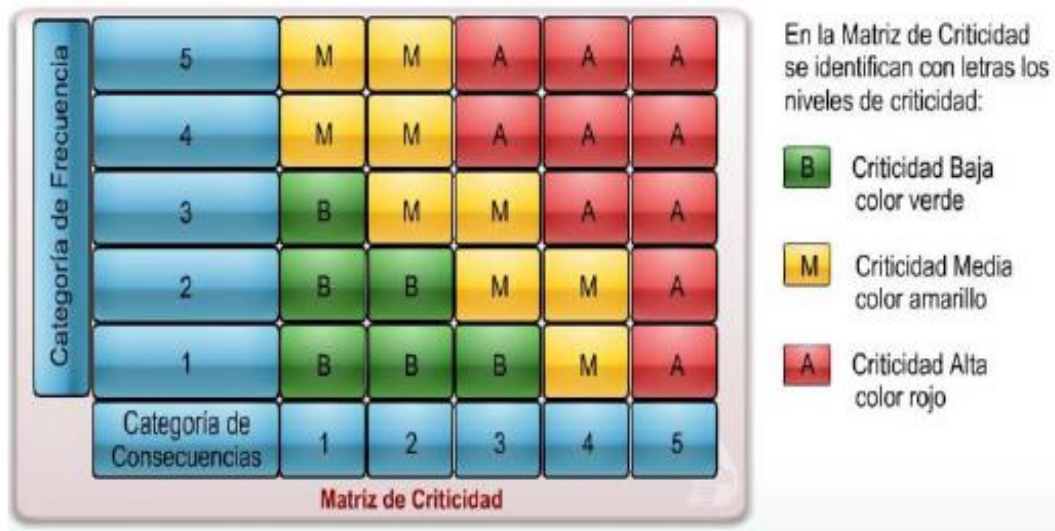 Categoría de Frecuencia
5 M M A A A
4 M M A A A
3 B M M A A
2 B B M M A
1 B B B M A
Categoria de
Consecuencias
1 2 3 4 5
Matriz de Criticidad
En la Matriz de Criticidad
se identifican con letras los
niveles de criticidad:
B Criticidad Baja
color verde
M Criticidad Media
color amarillo
A Criticidad Alta
color rojo